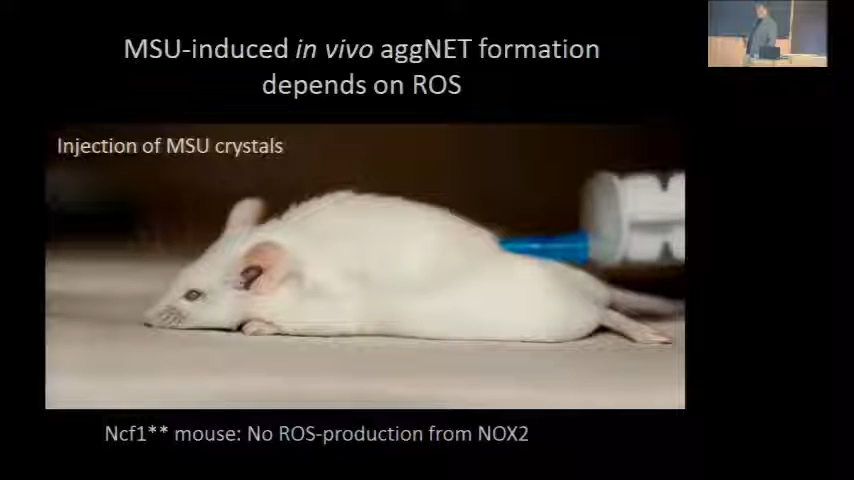 MSU-induced in vivo aggNET formation
depends on ROS
Injection of MSU crystals
Ncf1** mouse: No ROS-production from NOX2